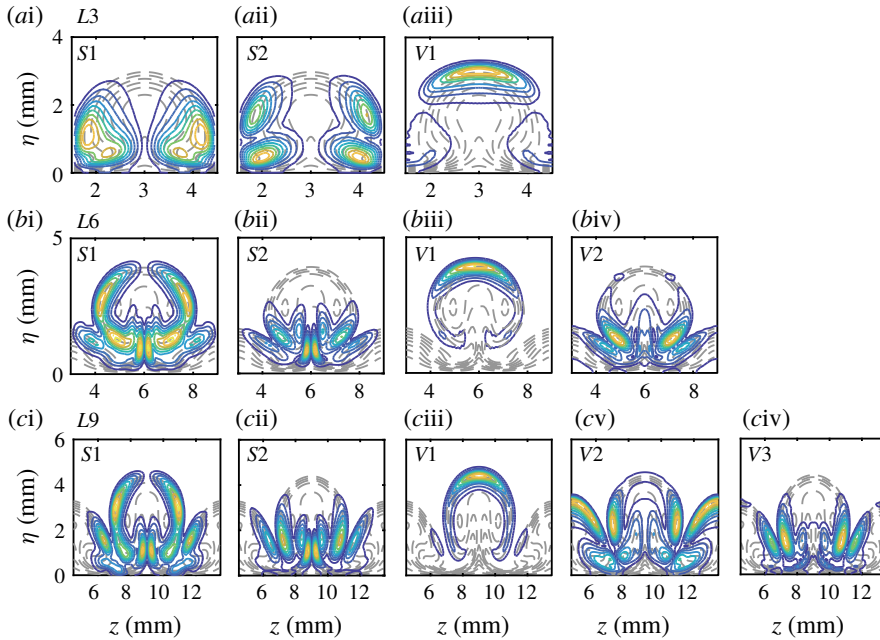 (ai) L3 (aii) (aiii)
4 S1 S2 V1
η (mm)
2
0
2 3 4 2 3 4 2 3 4
(bi) L6 (bii) (biii) (biv)
5 S1 S2 V1 V2
η (mm)
0
4 6 8 4 6 8 4 6 8 4 6 8
(ci) L9 (cii) (ciii) (cv) (civ)
6 S1 S2 V1 V2 V3
η (mm)
4
2
0
6 8 10 12 6 8 10 12 6 8 10 12 6 8 10 12 6 8 10 12
z (mm) z (mm) z (mm) z (mm) z (mm)